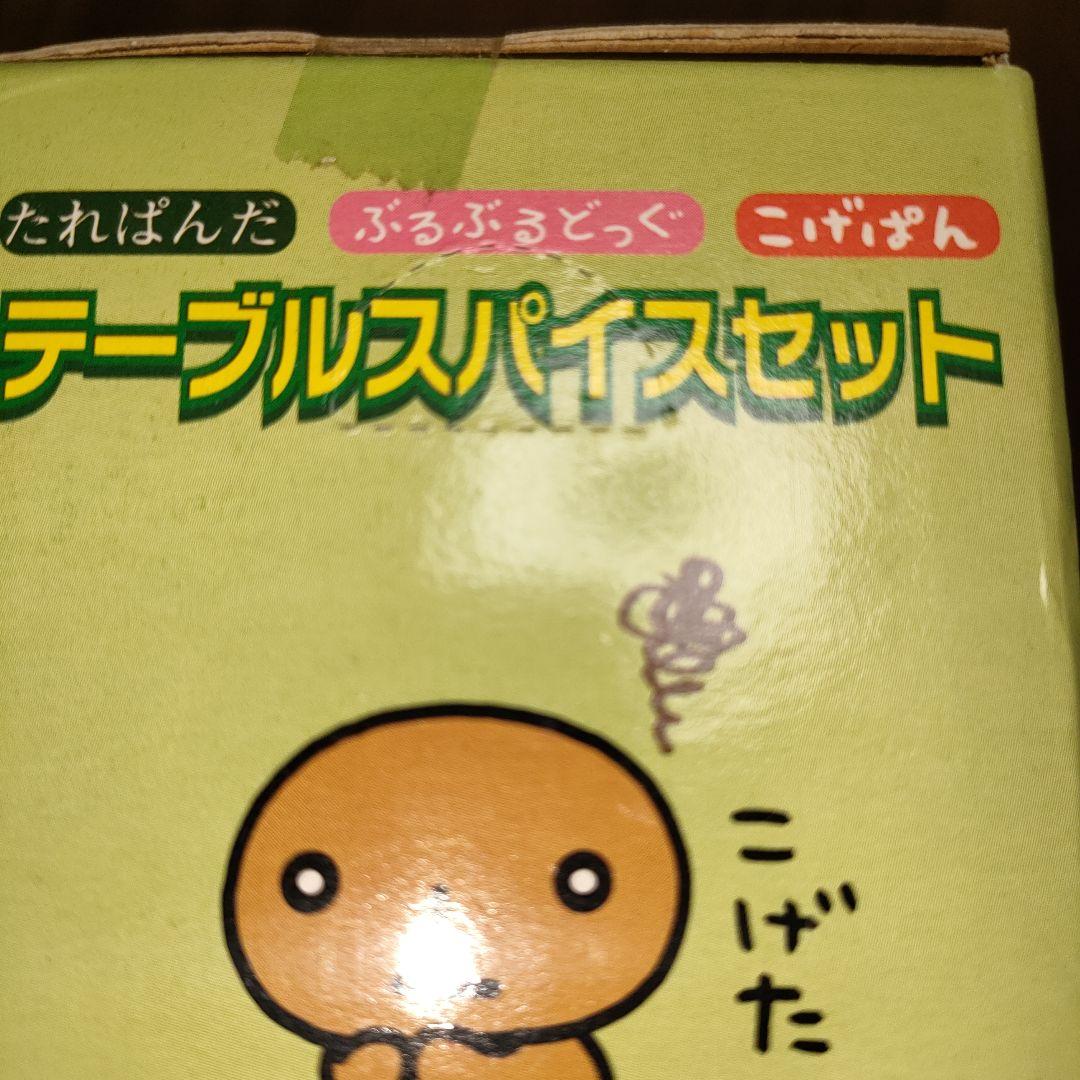 たれぱんだ ぶるぶるどっぐ こげぱん
テーブルスパイスセット
こげた